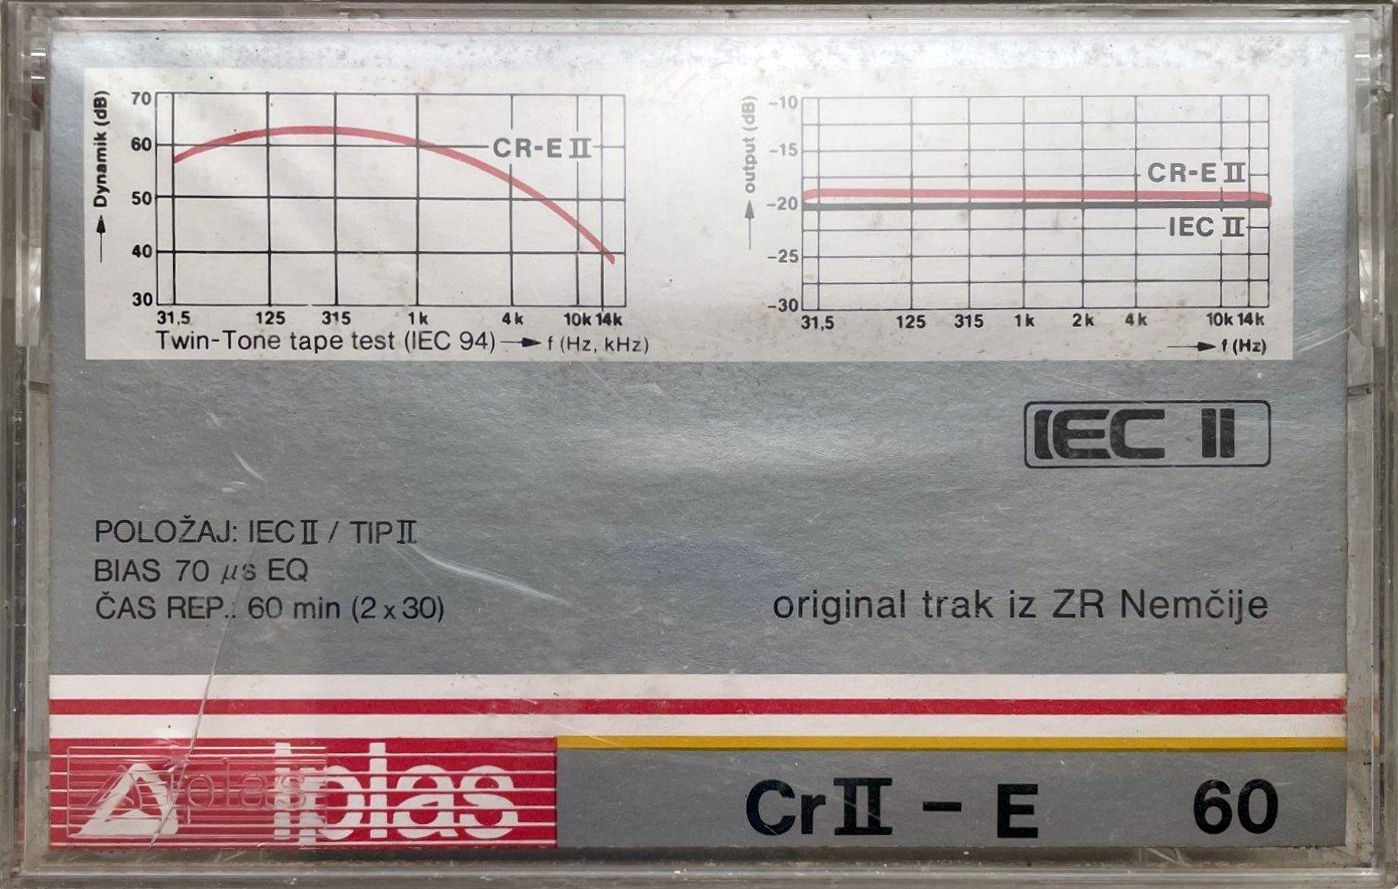 Dynamik (dB)
70
60
50
40
30
CR-E II
31,5 125 315 1k 4k 10k 14k
Twin-Tone tape test (IEC 94) f (Hz, kHz)
output (dB)
-10
-15
-20
-25
-30
CR-E II
IEC II
31,5 125 315 1k 2k 4k 10k 14k
f (Hz)
IEC II
POLOŽAJ: IEC II / TIP II
BIAS 70 μs EQ
ČAS REP.: 60 min (2 x 30)
original trak iz ZR Nemčije
Iplas
Cr II - E 60